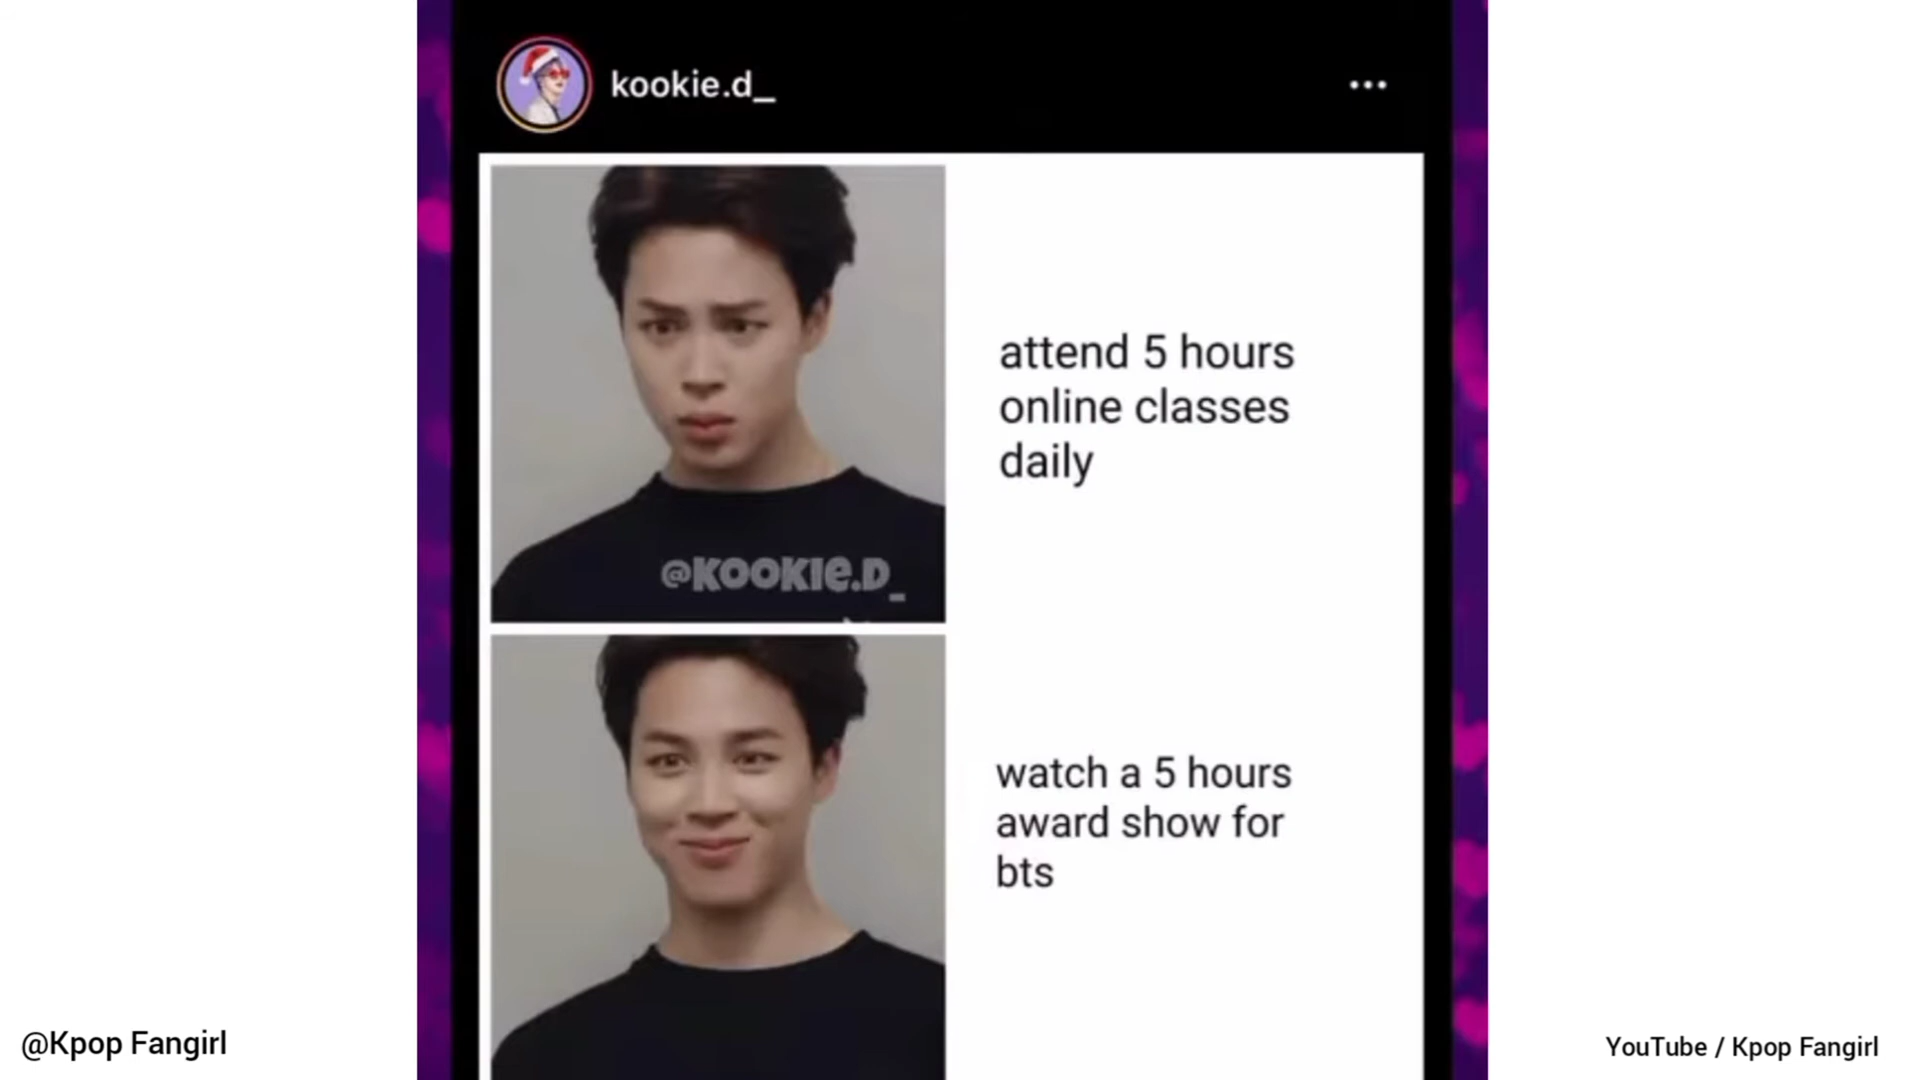 kookie.d_
attend 5 hours
online classes
daily
@KOOKIE.D_
watch a 5 hours
award show for
bts
@Kpop Fangirl
YouTube / Kpop Fangirl